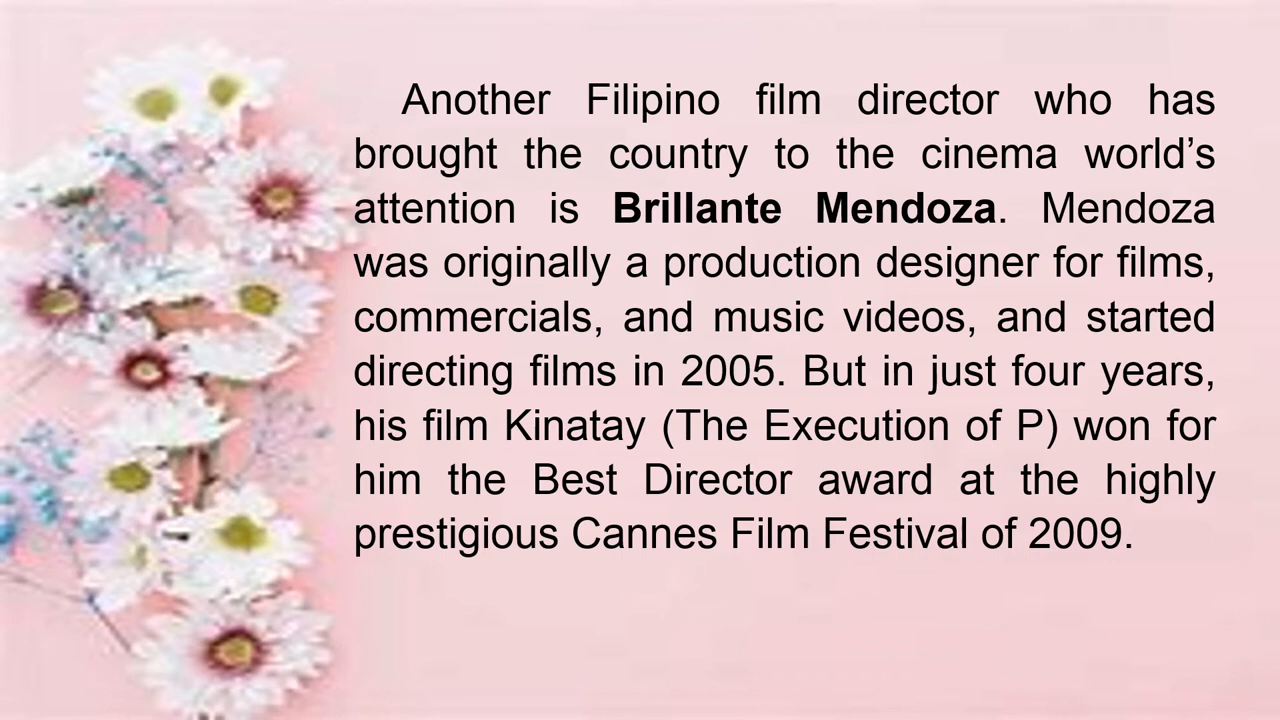 Another Filipino film director who has
brought the country to the cinema world’s
attention is Brillante Mendoza. Mendoza
was originally a production designer for films,
commercials, and music videos, and started
directing films in 2005. But in just four years,
his film Kinatay (The Execution of P) won for
him the Best Director award at the highly
prestigious Cannes Film Festival of 2009.